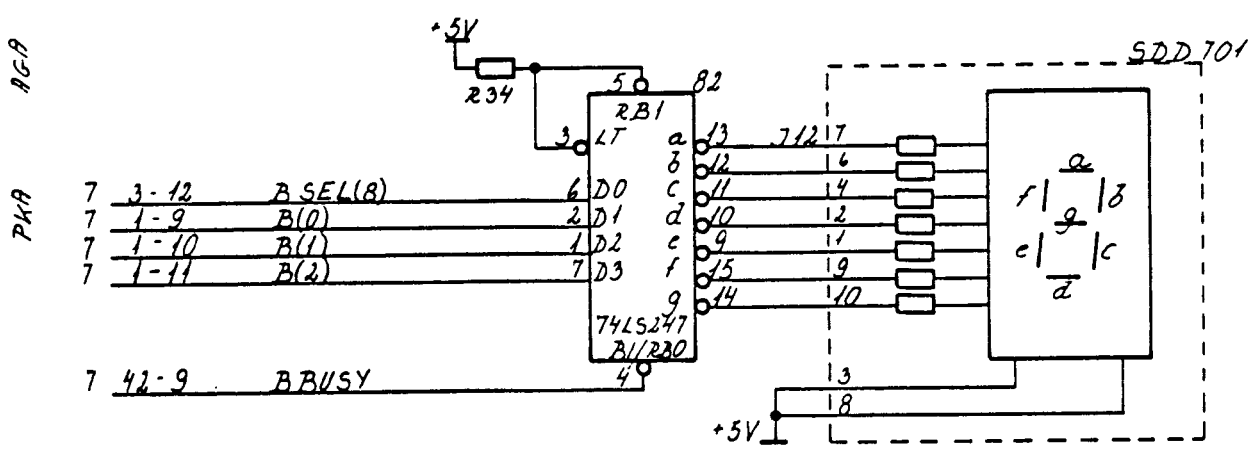 AGA
PKA
+5V
R34
5
82
RBI
3
LT
SDD701
a 13 J12 7
b 12 6
c 11 4
d 10 2
e 9 1
f 15 9
g 14 10
7 3-12 BSEL(8) 6 D0
7 1-9 B(0) 2 D1
7 1-10 B(1) 1 D2
7 1-11 B(2) 7 D3
74LS247
BI/RBO
4
7 42-9 BBUSY
a
f b
g
e c
d
3
8
+5V